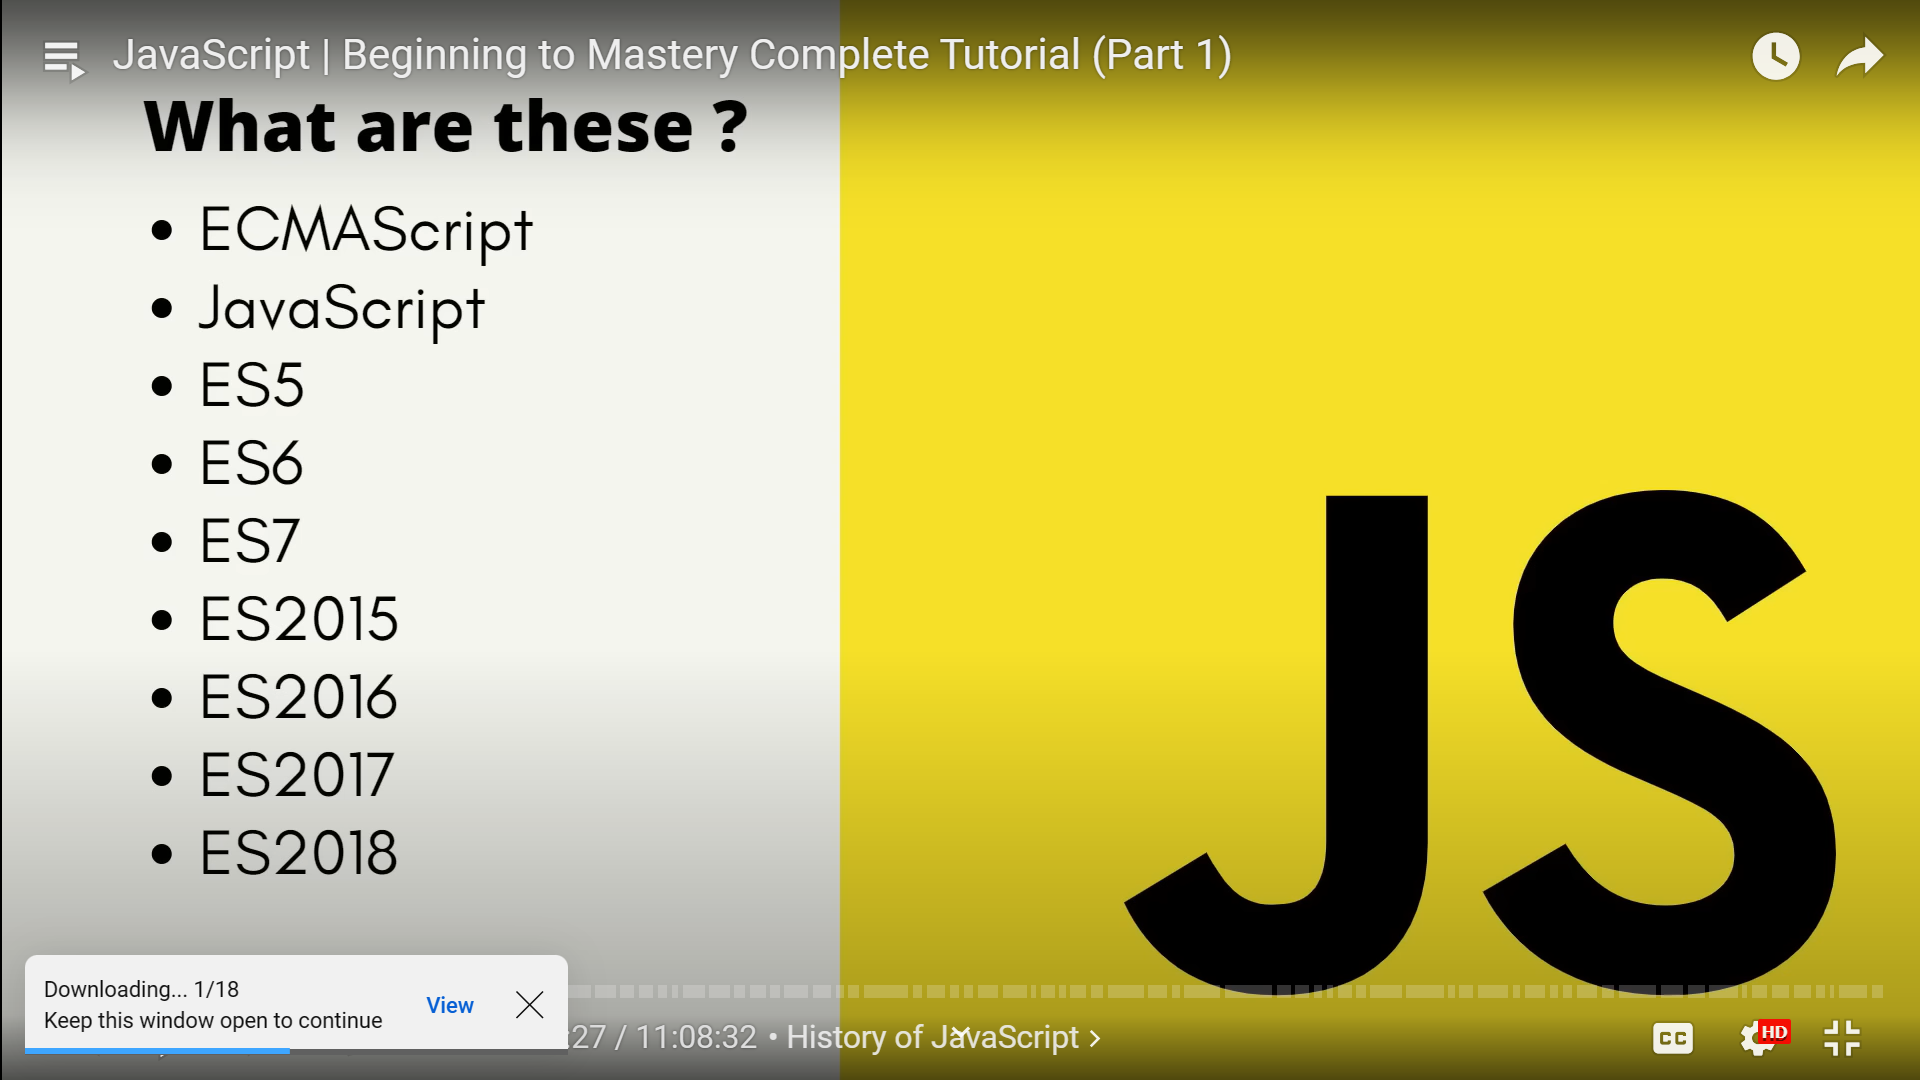 JavaScript | Beginning to Mastery Complete Tutorial (Part 1)
What are these ?
• ECMAScript
• JavaScript
• ES5
• ES6
• ES7
• ES2015
• ES2016
• ES2017
• ES2018
JS
Downloading... 1/18
Keep this window open to continue
View
:27 / 11:08:32 • History of JavaScript >
CC
HD